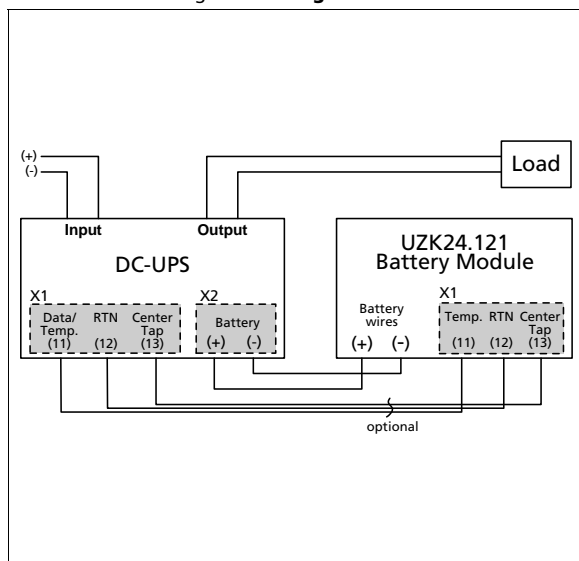 (+)
(-)
Load
Input
Output
DC-UPS
UZK24.121
Battery Module
X1
X2
Data/
Temp.
(11)
RTN
(12)
Center
Tap
(13)
Battery
(+) (-)
Battery
wires
(+) (-)
X1
Temp.
(11)
RTN
(12)
Center
Tap
(13)
optional